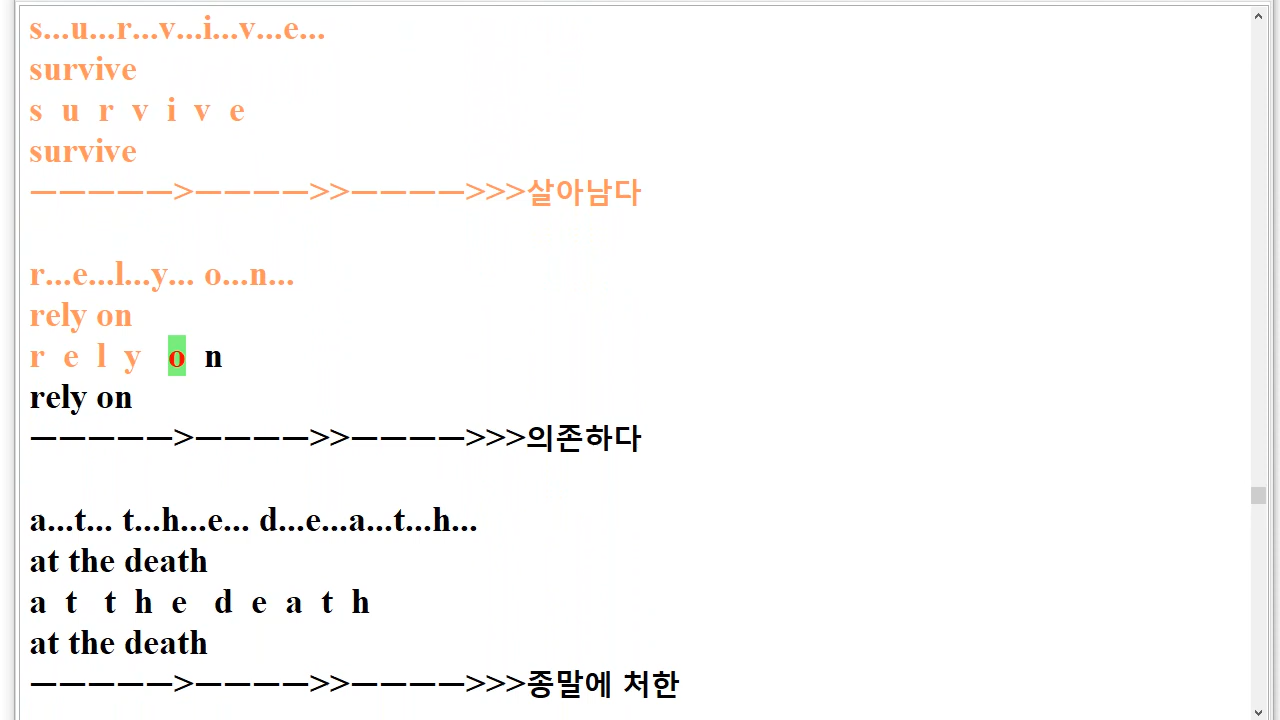 s...u...r...v...i...v...e...
survive
s u r v i v e
survive
—————>————>>————>>>살아남다
r...e...l...y... o...n...
rely on
r e l y o n
rely on
—————>————>>————>>>의존하다
a...t... t...h...e... d...e...a...t...h...
at the death
a t t h e d e a t h
at the death
—————>————>>————>>>종말에 처한